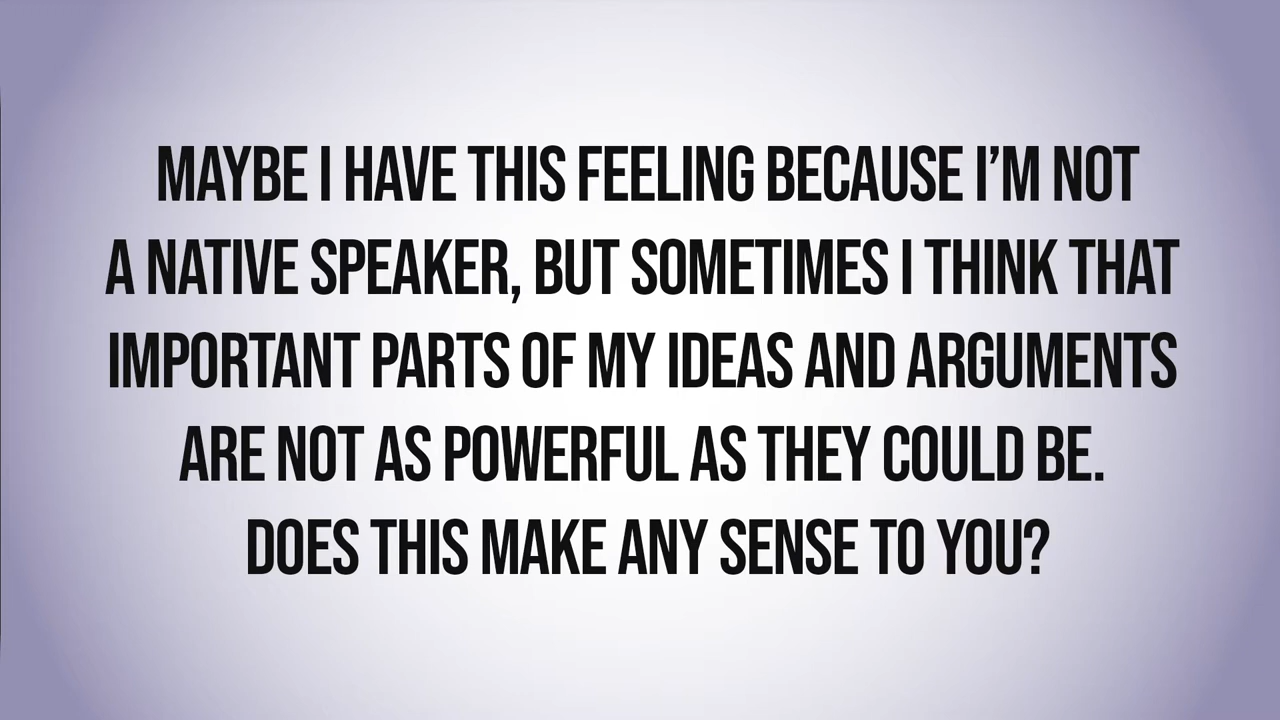 MAYBE I HAVE THIS FEELING BECAUSE I’M NOT
A NATIVE SPEAKER, BUT SOMETIMES I THINK THAT
IMPORTANT PARTS OF MY IDEAS AND ARGUMENTS
ARE NOT AS POWERFUL AS THEY COULD BE.
DOES THIS MAKE ANY SENSE TO YOU?